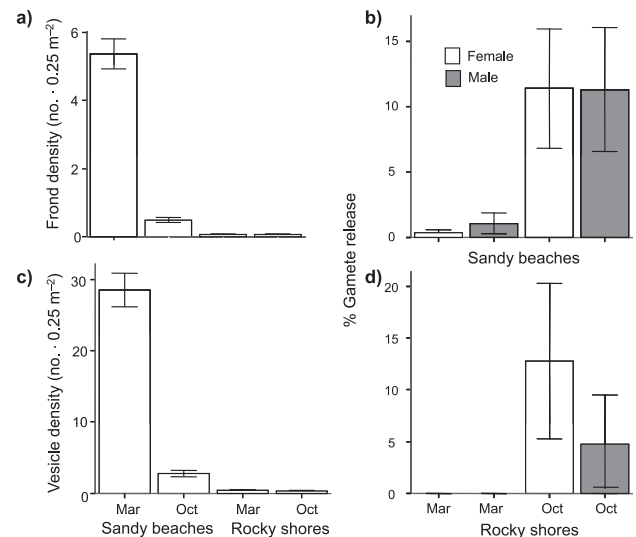 a)
Frond density (no. · 0.25 m⁻²)
6
4
2
0
b)
Female
Male
15
10
5
0
Sandy beaches
% Gamete release
c)
Vesicle density (no. · 0.25 m⁻²)
30
20
10
0
Mar Oct Mar Oct
Sandy beaches Rocky shores
d)
20
15
10
5
0
Mar Mar Oct Oct
Rocky shores